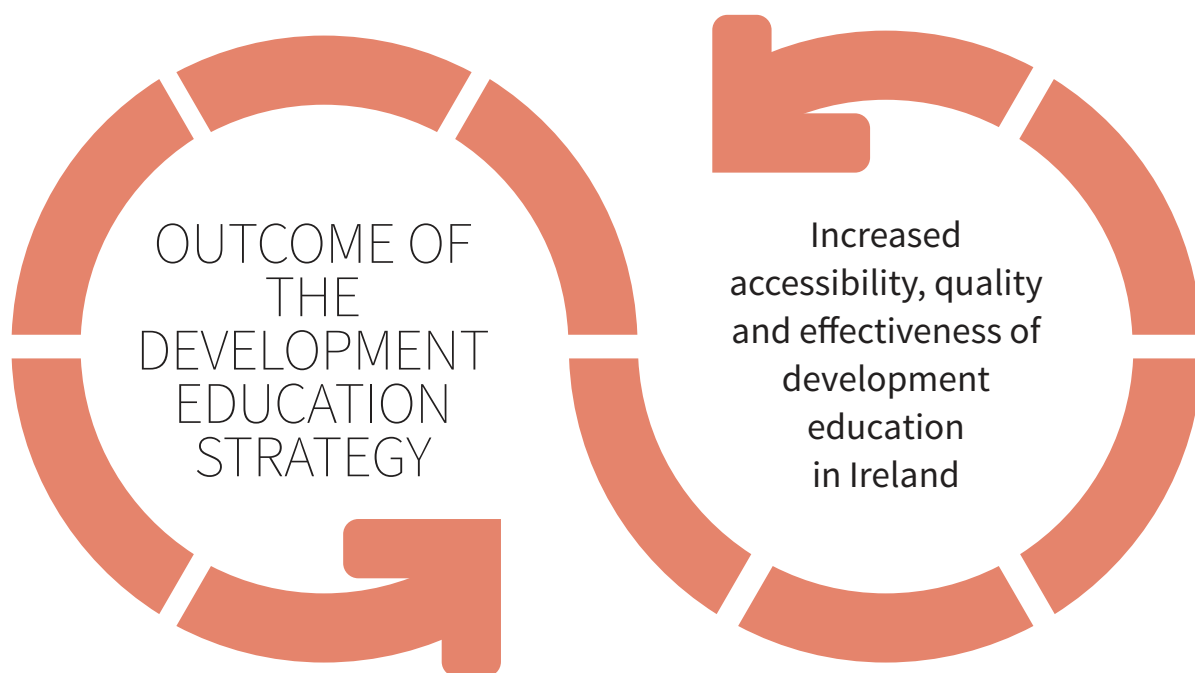 OUTCOME OF
THE
DEVELOPMENT
EDUCATION
STRATEGY
Increased
accessibility, quality
and effectiveness of
development
education
in Ireland